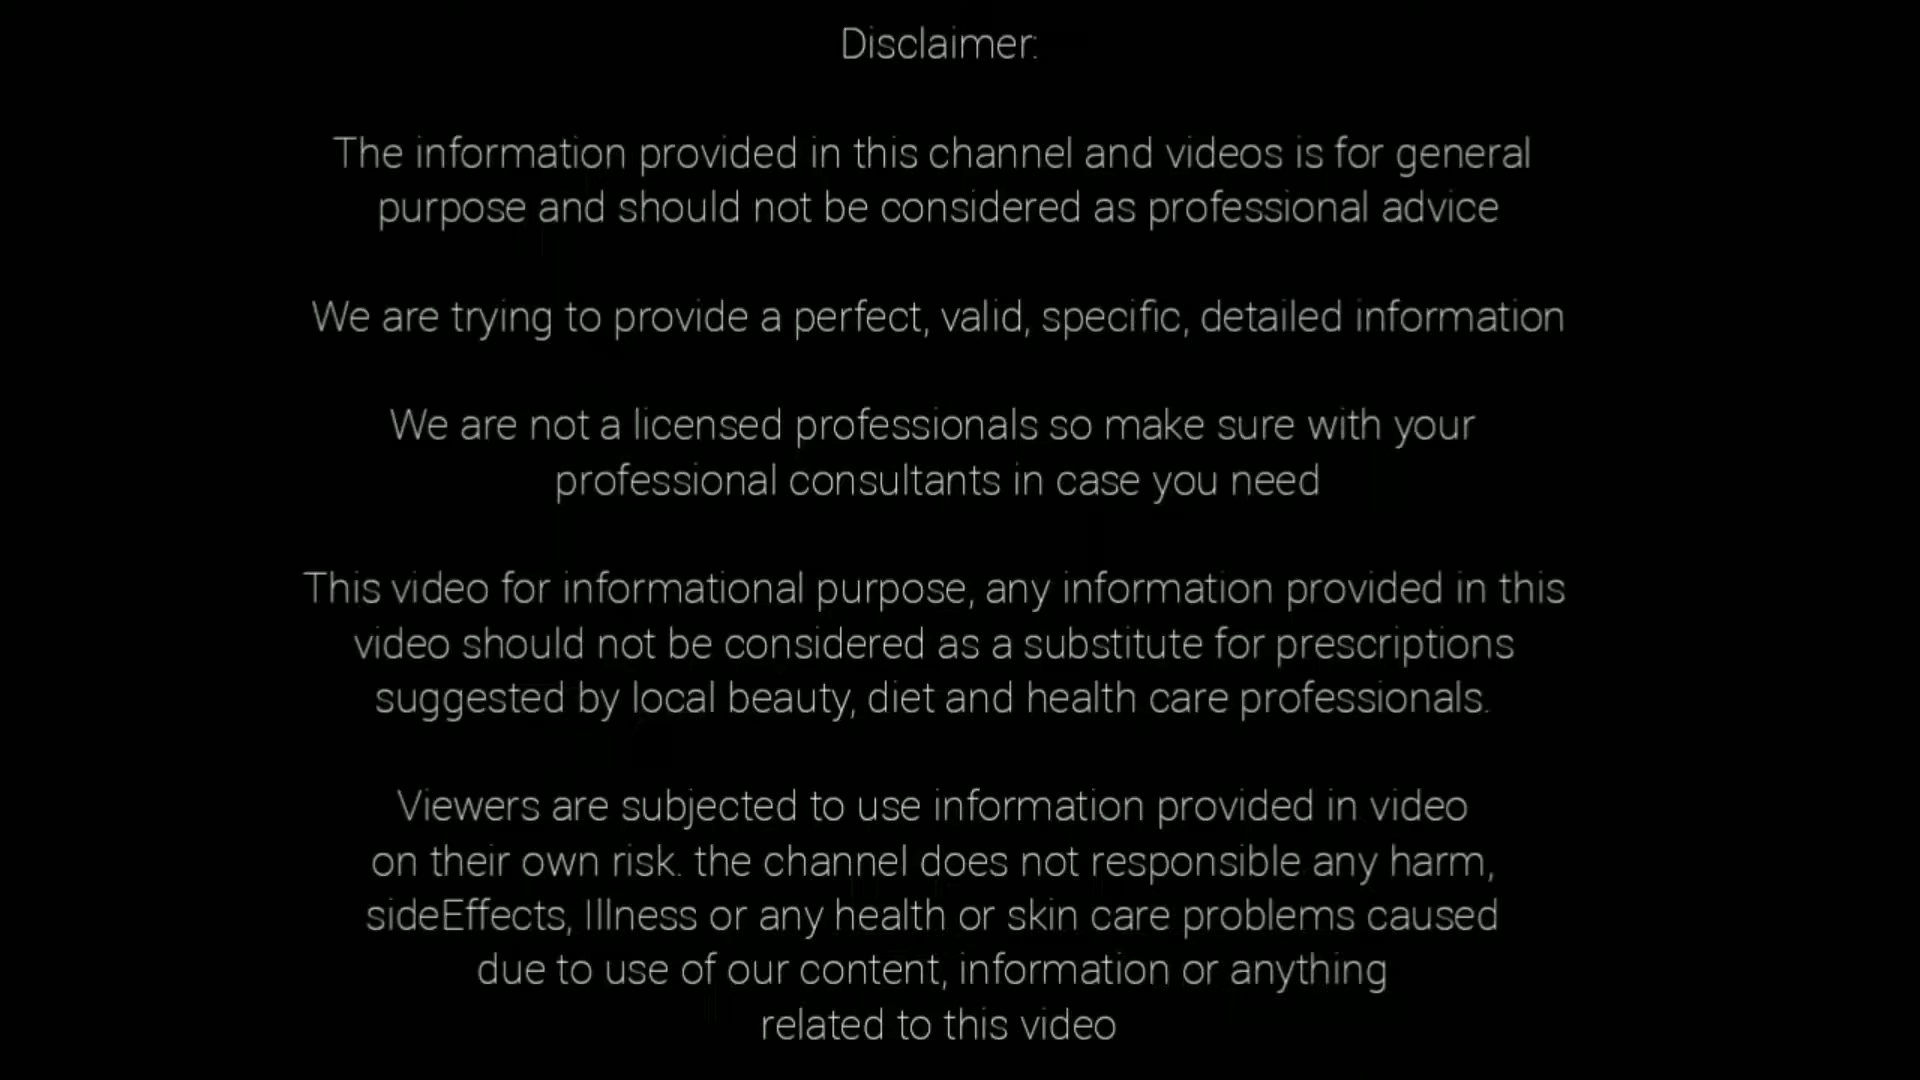 Disclaimer:
The information provided in this channel and videos is for general
purpose and should not be considered as professional advice
We are trying to provide a perfect, valid, specific, detailed information
We are not a licensed professionals so make sure with your
professional consultants in case you need
This video for informational purpose, any information provided in this
video should not be considered as a substitute for prescriptions
suggested by local beauty, diet and health care professionals.
Viewers are subjected to use information provided in video
on their own risk. the channel does not responsible any harm,
sideEffects, Illness or any health or skin care problems caused
due to use of our content, information or anything
related to this video